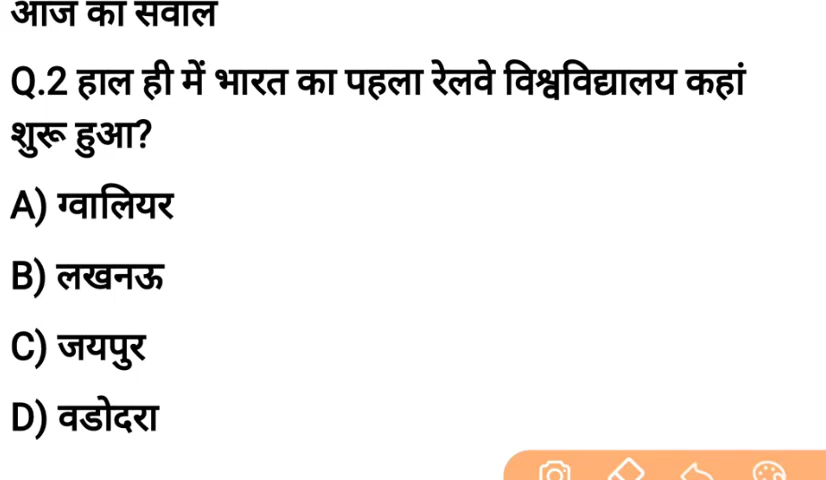 आज का सवाल
Q.2 हाल ही में भारत का पहला रेलवे विश्वविद्यालय कहां
शुरू हुआ?
A) ग्वालियर
B) लखनऊ
C) जयपुर
D) वडोदरा